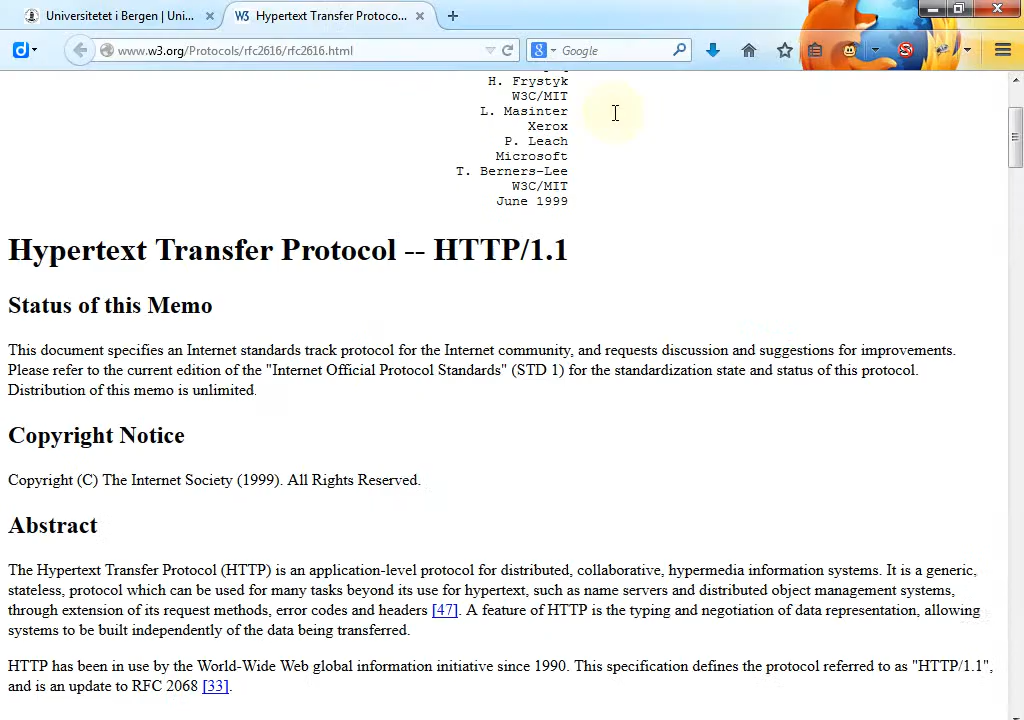 Universitetet i Bergen | Uni...
W3 Hypertext Transfer Protoco...
www.w3.org/Protocols/rfc2616/rfc2616.html
Google
H. Frystyk
W3C/MIT
L. Masinter
Xerox
P. Leach
Microsoft
T. Berners-Lee
W3C/MIT
June 1999
Hypertext Transfer Protocol -- HTTP/1.1
Status of this Memo
This document specifies an Internet standards track protocol for the Internet community, and requests discussion and suggestions for improvements.
Please refer to the current edition of the "Internet Official Protocol Standards" (STD 1) for the standardization state and status of this protocol.
Distribution of this memo is unlimited.
Copyright Notice
Copyright (C) The Internet Society (1999). All Rights Reserved.
Abstract
The Hypertext Transfer Protocol (HTTP) is an application-level protocol for distributed, collaborative, hypermedia information systems. It is a generic,
stateless, protocol which can be used for many tasks beyond its use for hypertext, such as name servers and distributed object management systems,
through extension of its request methods, error codes and headers [47]. A feature of HTTP is the typing and negotiation of data representation, allowing
systems to be built independently of the data being transferred.
HTTP has been in use by the World-Wide Web global information initiative since 1990. This specification defines the protocol referred to as "HTTP/1.1",
and is an update to RFC 2068 [33].